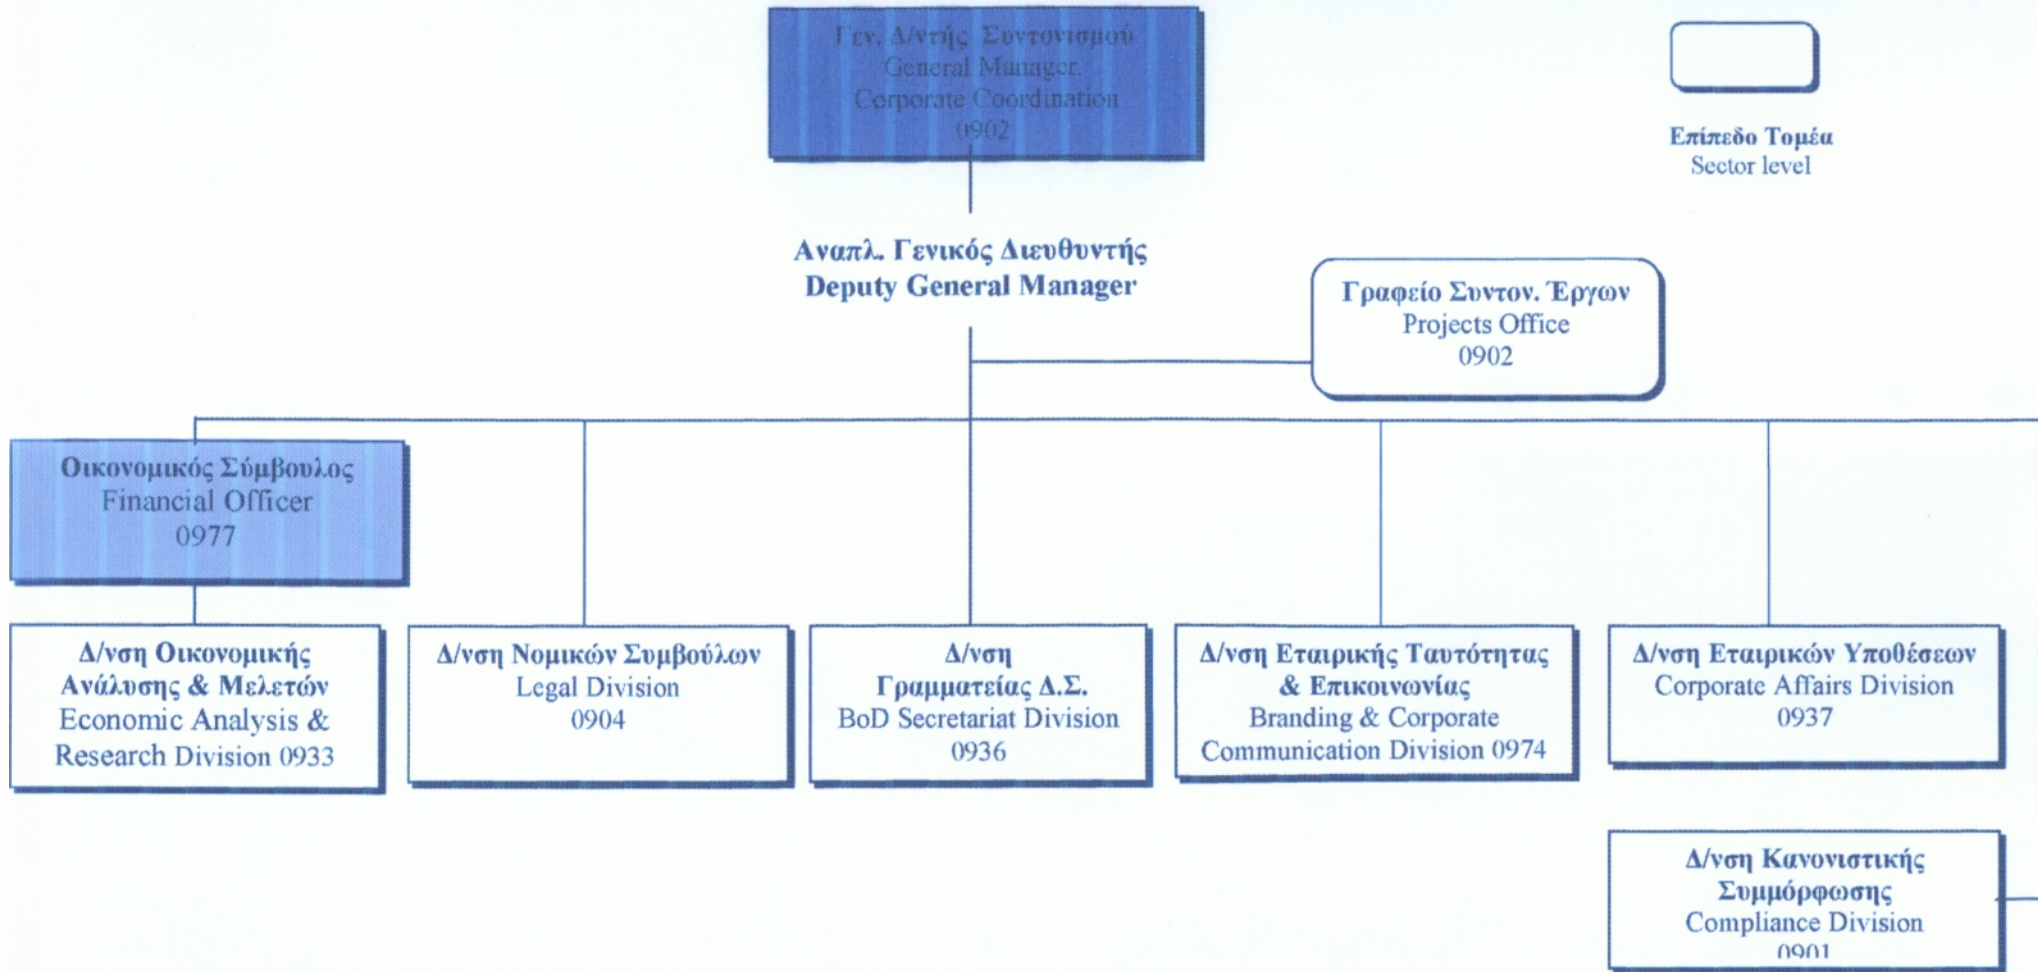 Γεν. Δ/ντής Συντονισμού
General Manager.
Corporate Coordination
0902
Επίπεδο Τομέα
Sector level
Αναπλ. Γενικός Διευθυντής
Deputy General Manager
Γραφείο Συντον. Έργων
Projects Office
0902
Οικονομικός Σύμβουλος
Financial Officer
0977
Δ/νση Οικονομικής
Ανάλυσης & Μελετών
Economic Analysis &
Research Division 0933
Δ/νση Νομικών Συμβούλων
Legal Division
0904
Δ/νση
Γραμματείας Δ.Σ.
BoD Secretariat Division
0936
Δ/νση Εταιρικής Ταυτότητας
& Επικοινωνίας
Branding & Corporate
Communication Division 0974
Δ/νση Εταιρικών Υποθέσεων
Corporate Affairs Division
0937
Δ/νση Κανονιστικής
Συμμόρφωσης
Compliance Division
0901